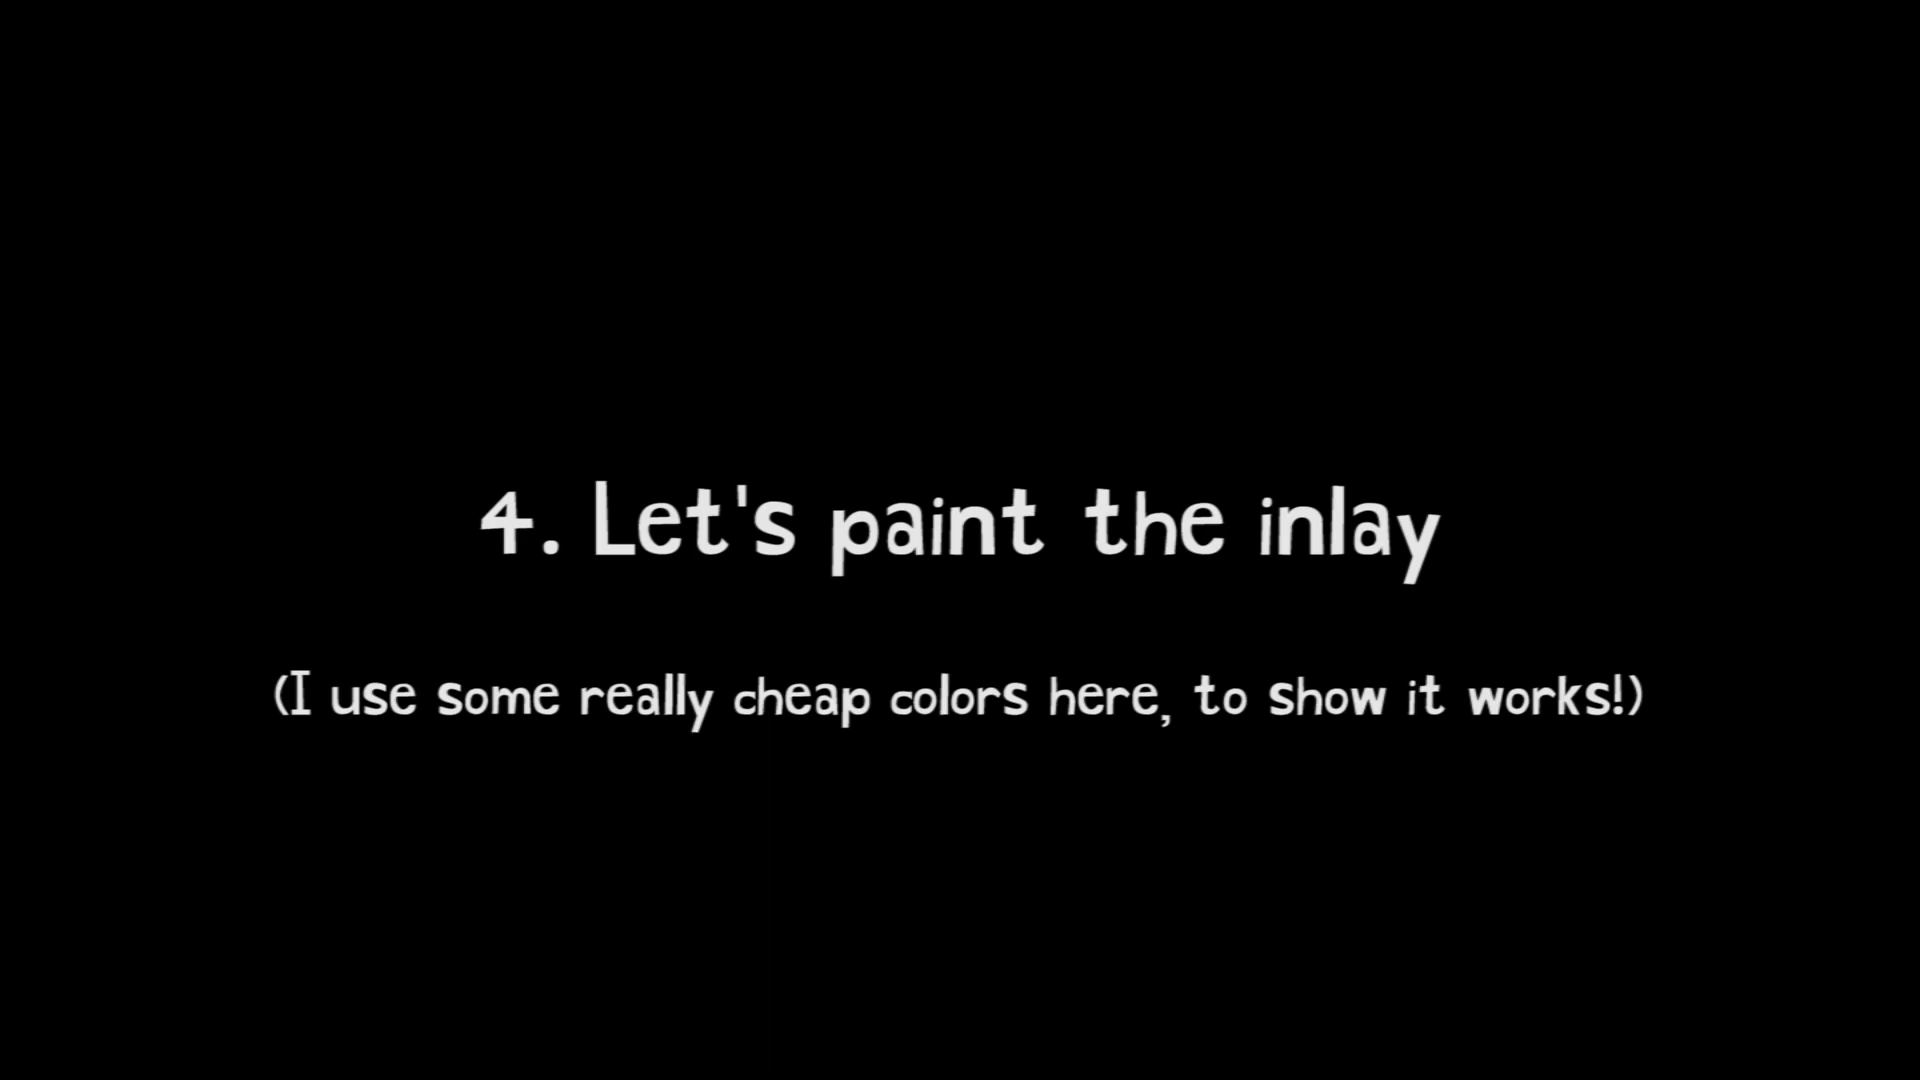 4. Let's paint the inlay
(I use some really cheap colors here, to show it works!)